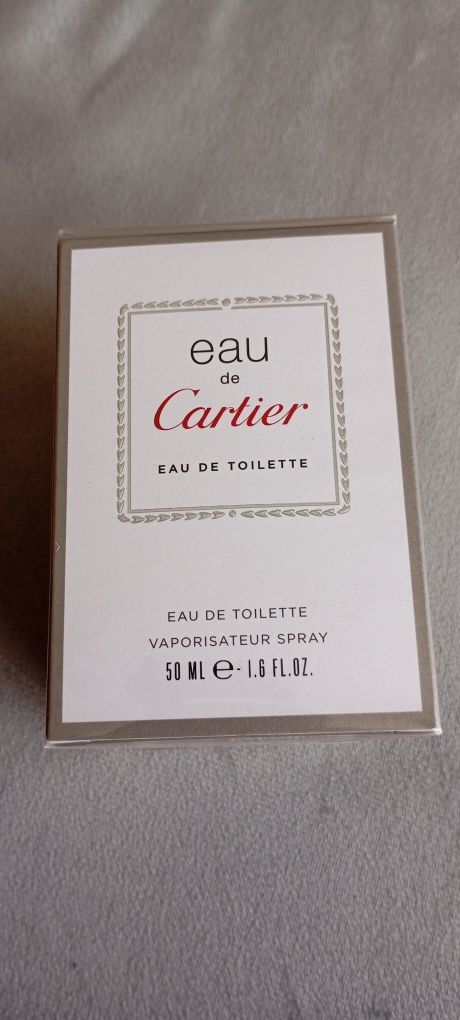 eau
de
Cartier
EAU DE TOILETTE
EAU DE TOILETTE
VAPORISATEUR SPRAY
50 ML e- 1.6 FL.OZ.